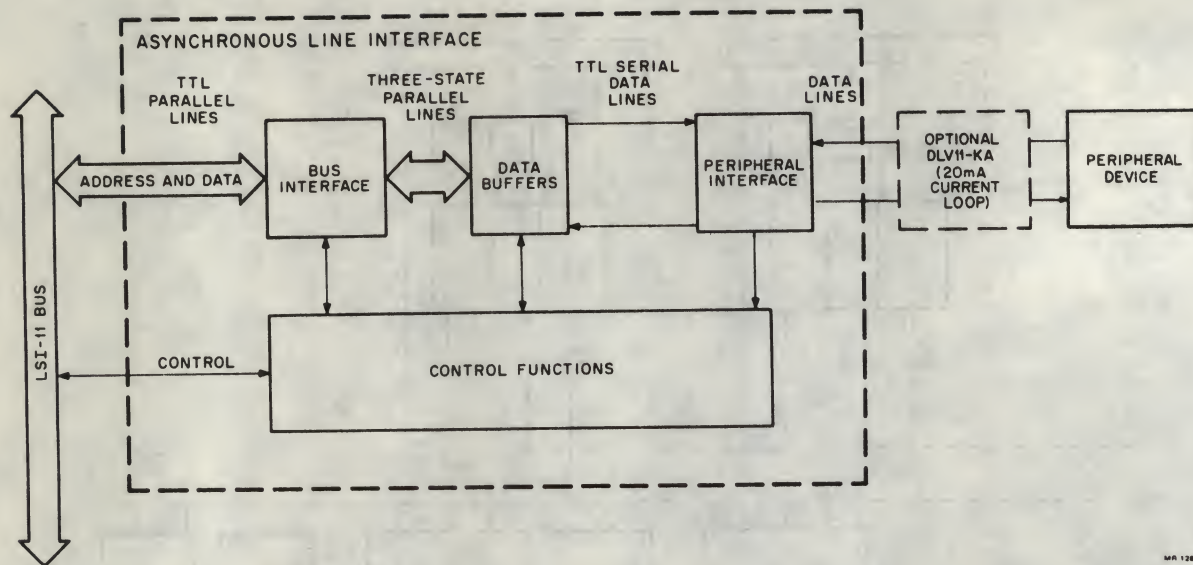 ASYNCHRONOUS LINE INTERFACE
TTL
PARALLEL
LINES
THREE-STATE
PARALLEL LINES
TTL SERIAL
DATA
LINES
DATA
LINES
ADDRESS AND DATA
BUS
INTERFACE
DATA
BUFFERS
PERIPHERAL
INTERFACE
OPTIONAL
DLV11-KA
(20mA
CURRENT
LOOP)
PERIPHERAL
DEVICE
LSI-11 BUS
CONTROL
CONTROL FUNCTIONS